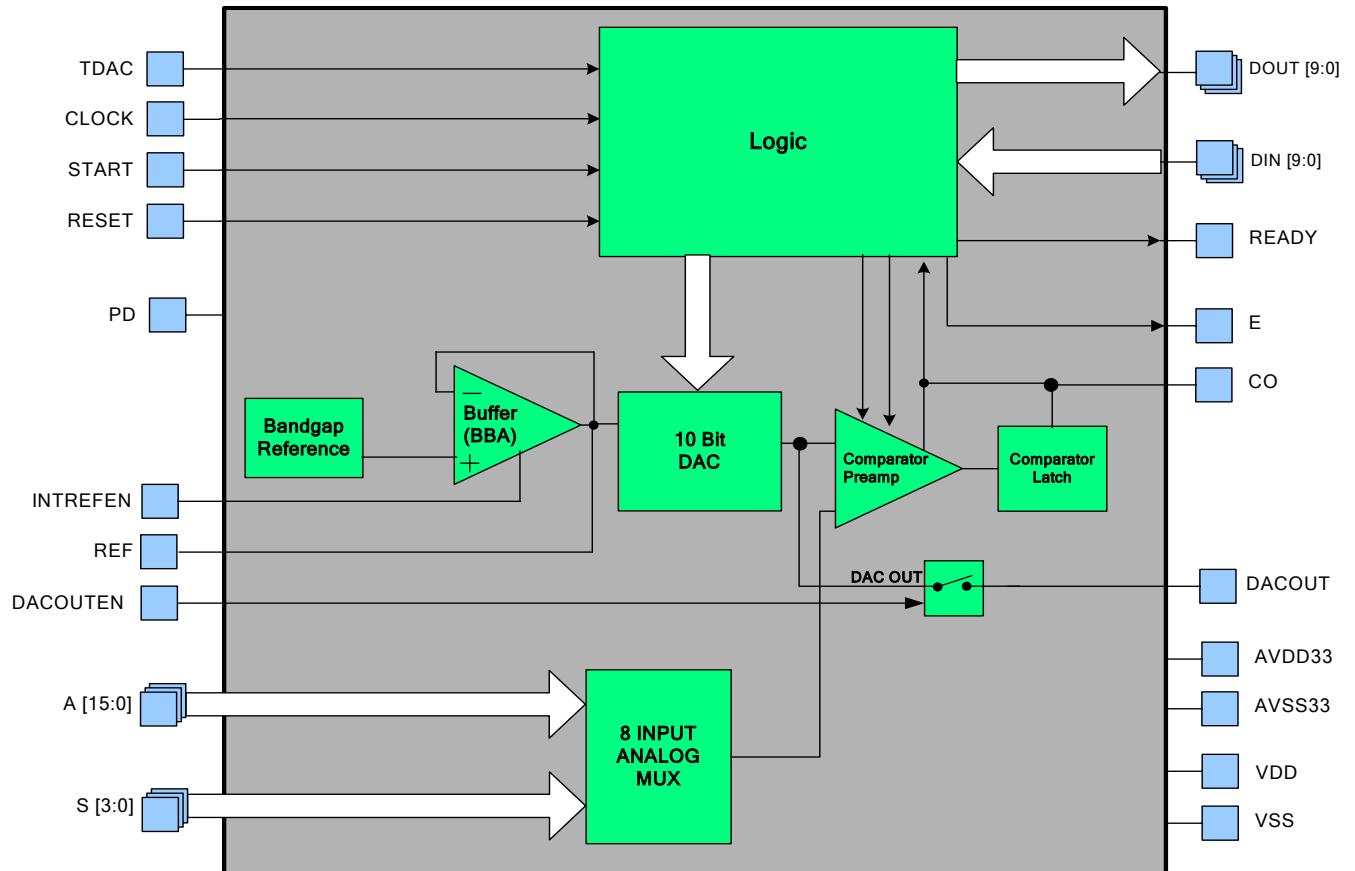 TDAC
CLOCK
START
RESET
PD
INTREFEN
REF
DACOUTEN
A [15:0]
S [3:0]
Logic
Bandgap
Reference
−
Buffer
(BBA)
+
10 Bit
DAC
Comparator
Preamp
Comparator
Latch
DAC OUT
8 INPUT
ANALOG
MUX
DOUT [9:0]
DIN [9:0]
READY
E
CO
DACOUT
AVDD33
AVSS33
VDD
VSS